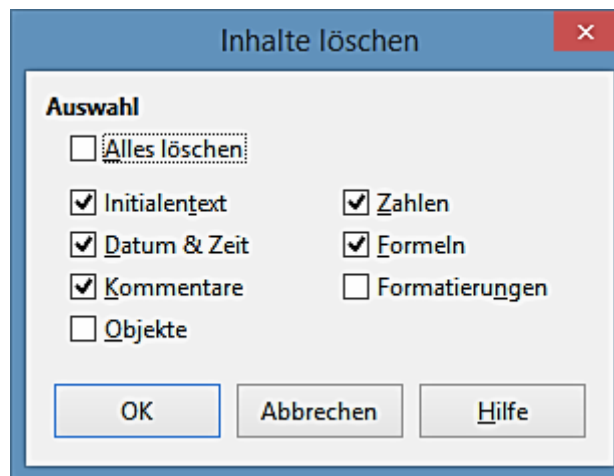 Inhalte löschen
Auswahl
Alles löschen
Initialentext Zahlen
Datum & Zeit Formeln
Kommentare Formatierungen
Objekte
OK Abbrechen Hilfe